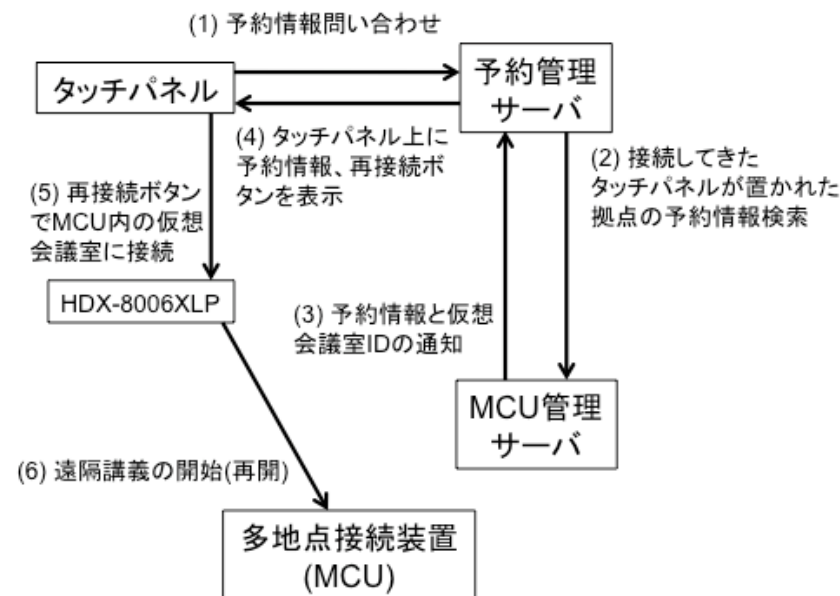 (1) 予約情報問い合わせ
タッチパネル
予約管理
サーバ
(4) タッチパネル上に
予約情報、再接続ボ
タンを表示
(2) 接続してきた
タッチパネルが置かれた
拠点の予約情報検索
(5) 再接続ボタン
でMCU内の仮想
会議室に接続
HDX-8006XLP
(3) 予約情報と仮想
会議室IDの通知
MCU管理
サーバ
(6) 遠隔講義の開始(再開)
多地点接続装置
(MCU)